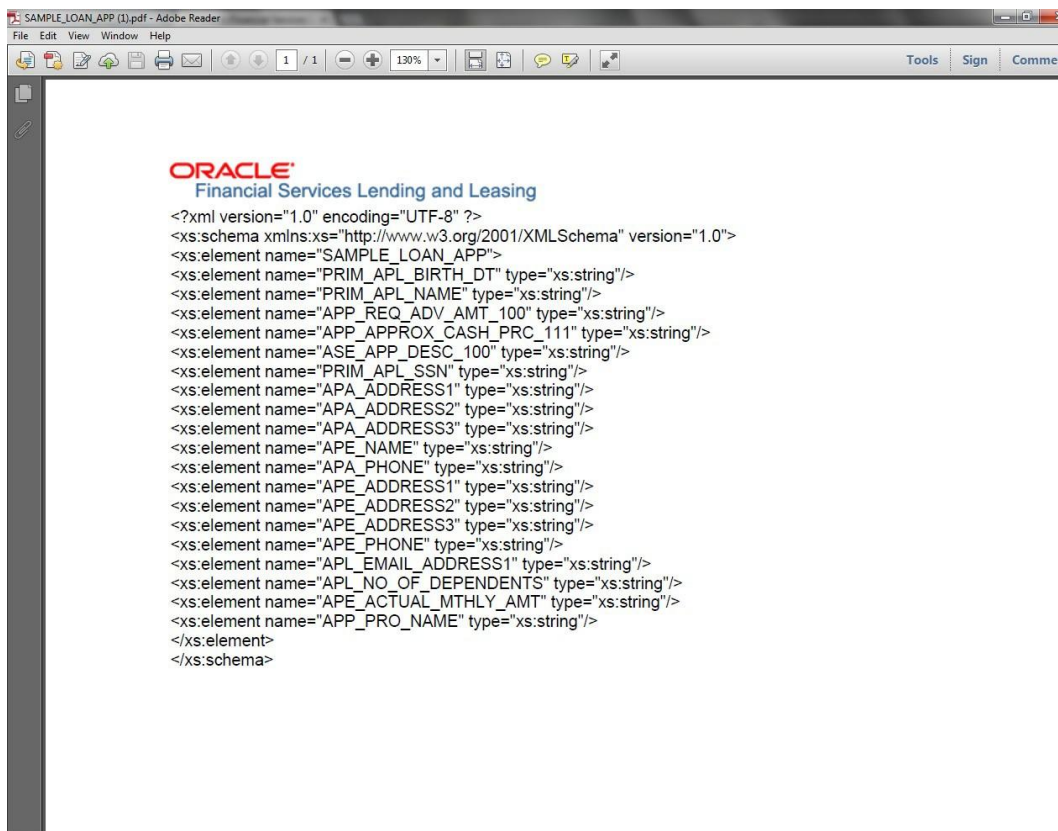 SAMPLE_LOAN_APP (1).pdf - Adobe Reader
File Edit View Window Help
1 / 1 130% Tools Sign Comme
ORACLE
Financial Services Lending and Leasing
<?xml version="1.0" encoding="UTF-8" ?>
<xs:schema xmlns:xs="http://www.w3.org/2001/XMLSchema" version="1.0">
<xs:element name="SAMPLE_LOAN_APP">
<xs:element name="PRIM_APL_BIRTH_DT" type="xs:string"/>
<xs:element name="PRIM_APL_NAME" type="xs:string"/>
<xs:element name="APP_REQ_ADV_AMT_100" type="xs:string"/>
<xs:element name="APP_APPROX_CASH_PRC_111" type="xs:string"/>
<xs:element name="ASE_APP_DESC_100" type="xs:string"/>
<xs:element name="PRIM_APL_SSN" type="xs:string"/>
<xs:element name="APA_ADDRESS1" type="xs:string"/>
<xs:element name="APA_ADDRESS2" type="xs:string"/>
<xs:element name="APA_ADDRESS3" type="xs:string"/>
<xs:element name="APE_NAME" type="xs:string"/>
<xs:element name="APA_PHONE" type="xs:string"/>
<xs:element name="APE_ADDRESS1" type="xs:string"/>
<xs:element name="APE_ADDRESS2" type="xs:string"/>
<xs:element name="APE_ADDRESS3" type="xs:string"/>
<xs:element name="APE_PHONE" type="xs:string"/>
<xs:element name="APL_EMAIL_ADDRESS1" type="xs:string"/>
<xs:element name="APL_NO_OF_DEPENDENTS" type="xs:string"/>
<xs:element name="APE_ACTUAL_MTHLY_AMT" type="xs:string"/>
<xs:element name="APP_PRO_NAME" type="xs:string"/>
</xs:element>
</xs:schema>